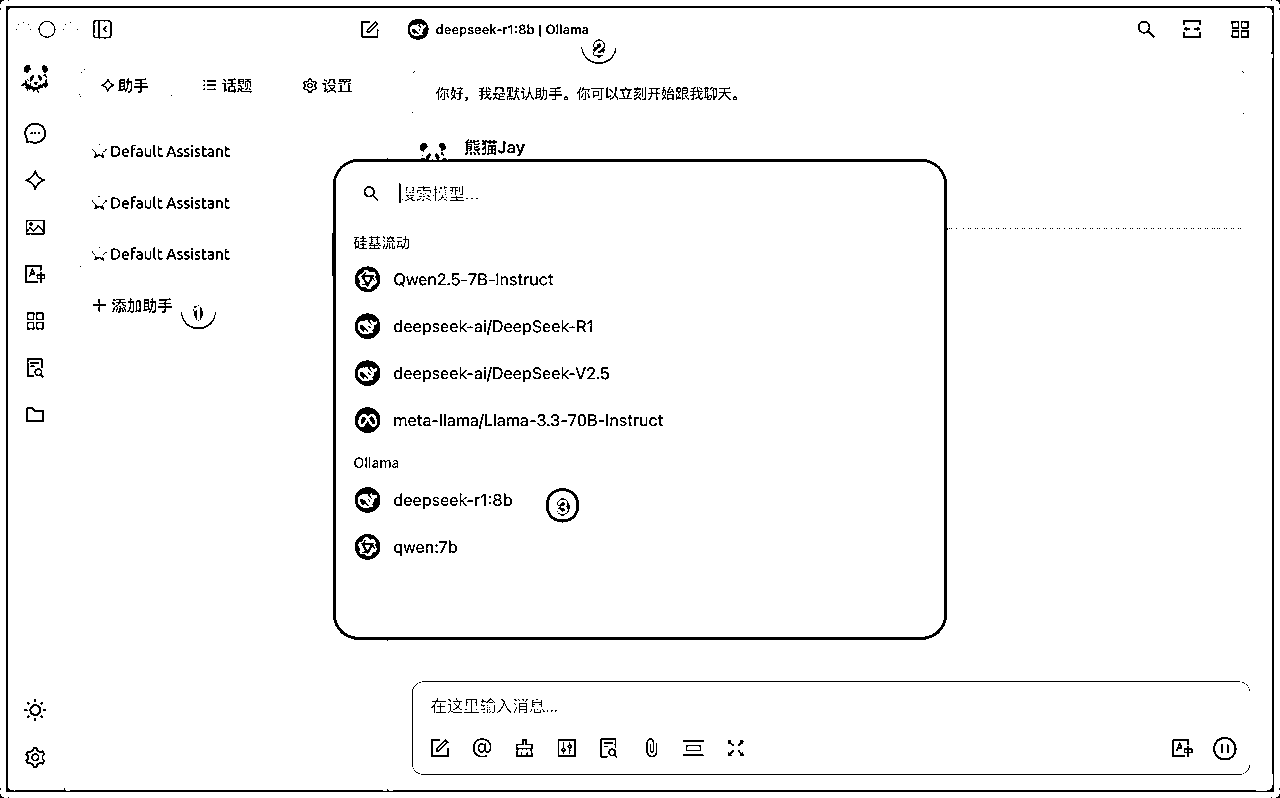 deepseek-r1:8b | Ollama
②
助手
话题
设置
你好，我是默认助手。你可以立刻开始跟我聊天。
Default Assistant
熊猫Jay
搜索模型...
Default Assistant
硅基流动
Default Assistant
Qwen2.5-7B-Instruct
+ 添加助手
deepseek-ai/DeepSeek-R1
deepseek-ai/DeepSeek-V2.5
meta-llama/Llama-3.3-70B-Instruct
Ollama
deepseek-r1:8b ③
qwen:7b
在这里输入消息...